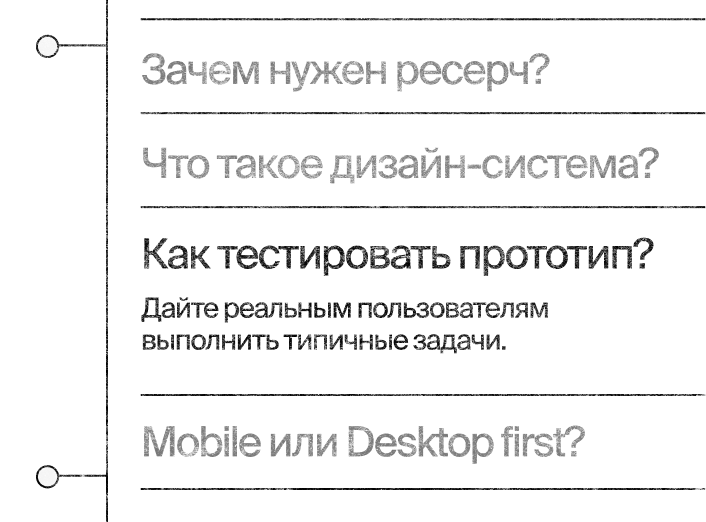 Зачем нужен ресерч?
Что такое дизайн-система?
Как тестировать прототип?
Дайте реальным пользователям
выполнить типичные задачи.
Mobile или Desktop first?